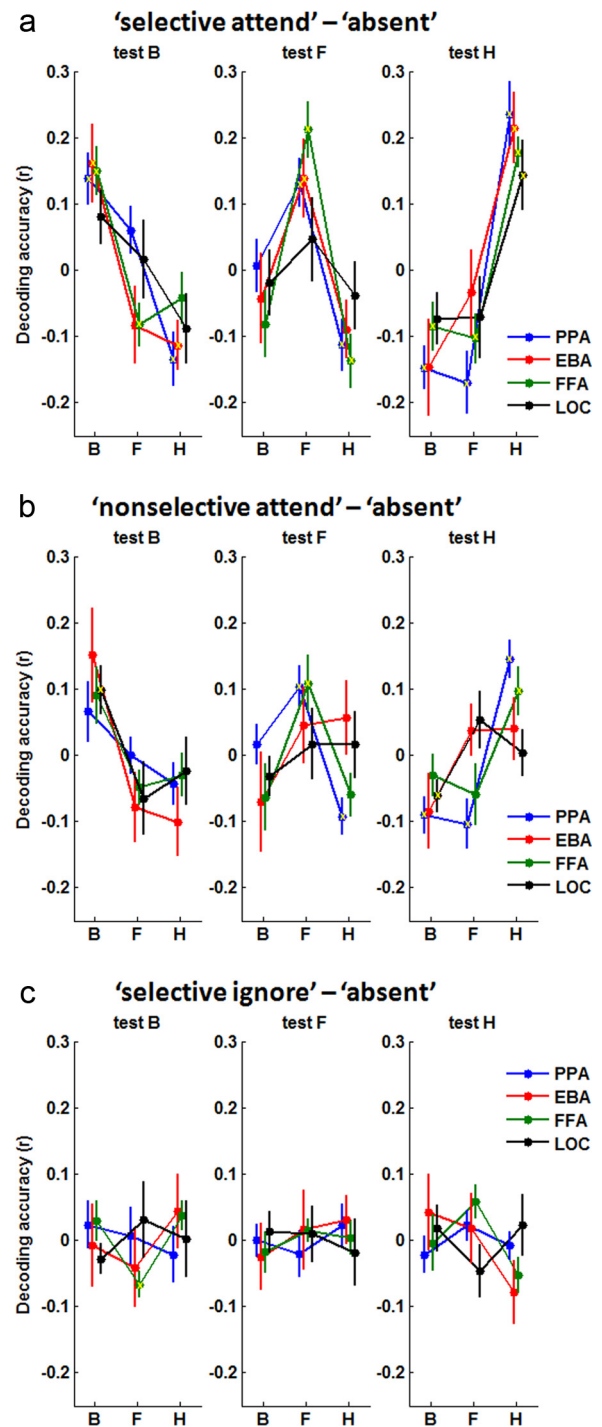 a
‘selective attend’ – ‘absent’
test B test F test H
Decoding accuracy (r)
0.3
0.2
0.1
0
-0.1
-0.2
B F H B F H B F H
PPA
EBA
FFA
LOC
b
‘nonselective attend’ – ‘absent’
test B test F test H
Decoding accuracy (r)
0.3
0.2
0.1
0
-0.1
-0.2
B F H B F H B F H
PPA
EBA
FFA
LOC
c
‘selective ignore’ – ‘absent’
test B test F test H
Decoding accuracy (r)
0.3
0.2
0.1
0
-0.1
-0.2
B F H B F H B F H
PPA
EBA
FFA
LOC